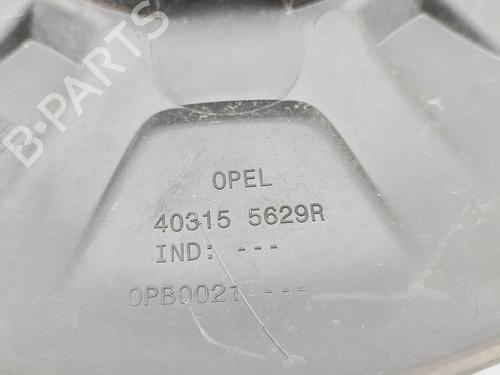 B-PARTS
OPEL
40315 5629R
IND: ---
OPB0021 ---